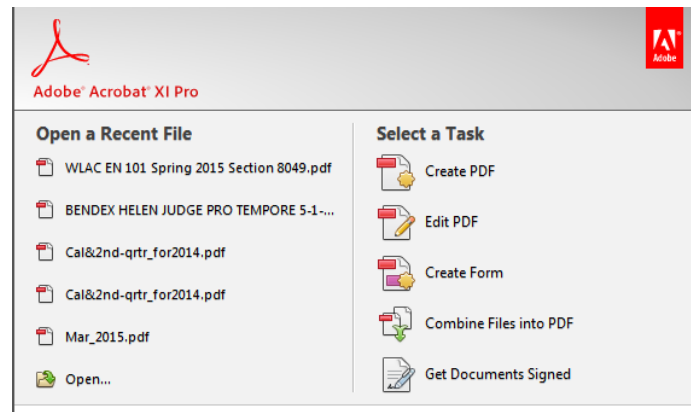 Adobe
Adobe® Acrobat® XI Pro
Open a Recent File
WLAC EN 101 Spring 2015 Section 8049.pdf
BENDEX HELEN JUDGE PRO TEMPORE 5-1-...
Cal&2nd-qrtr_for2014.pdf
Cal&2nd-qrtr_for2014.pdf
Mar_2015.pdf
Open...
Select a Task
Create PDF
Edit PDF
Create Form
Combine Files into PDF
Get Documents Signed